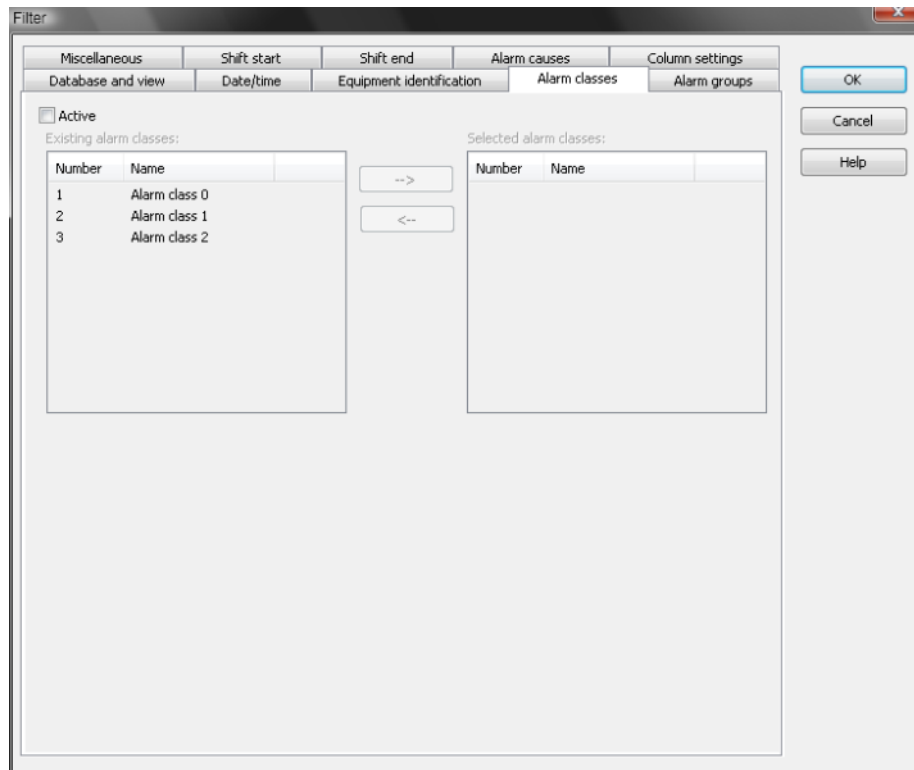 Filter
Miscellaneous Shift start Shift end Alarm causes Column settings
Database and view Date/time Equipment identification Alarm classes Alarm groups
OK
Active
Cancel
Existing alarm classes: Selected alarm classes:
Help
Number Name --> Number Name
1 Alarm class 0
2 Alarm class 1 <--
3 Alarm class 2